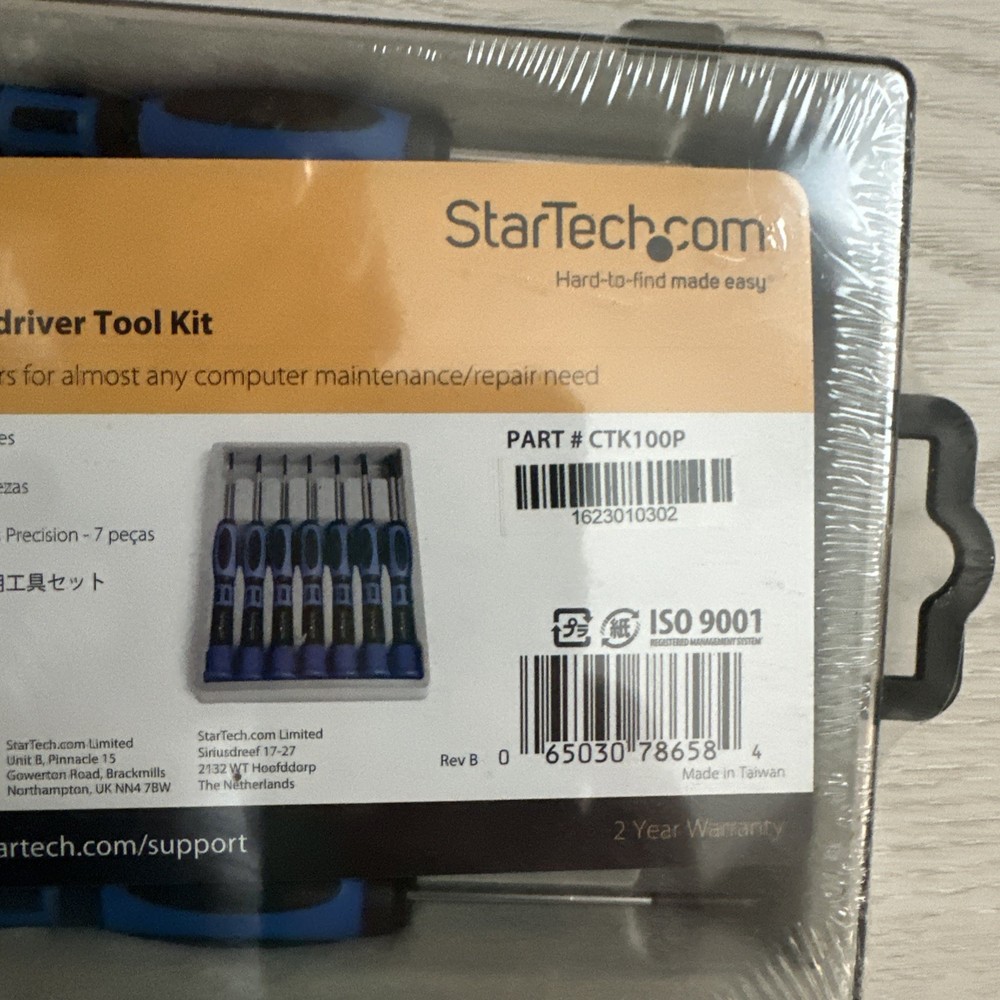 StarTech.com
Hard-to-find made easy
driver Tool Kit
rs for almost any computer maintenance/repair need
es
PART # CTK100P
ezas
1623010302
Precision - 7 peças
用工具セット
プラ
紙
ISO 9001
REGISTERED MANAGEMENT SYSTEM
StarTech.com Limited
Unit B, Pinnacle 15
Gowerton Road, Brackmills
Northampton, UK NN4 7BW
StarTech.com Limited
Siriusdreef 17-27
2132 WT Hoofddorp
The Netherlands
Rev B
0 65030 78658 4
Made in Taiwan
2 Year Warranty
artech.com/support